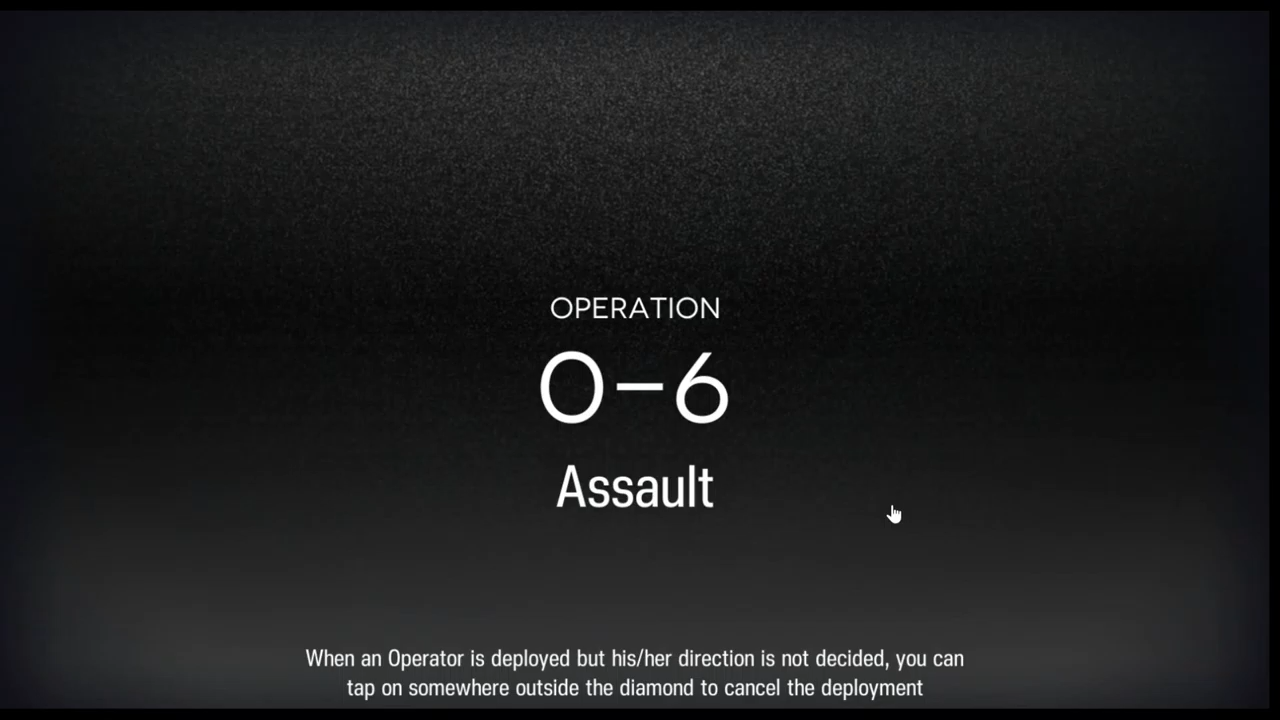 OPERATION
0-6
Assault
When an Operator is deployed but his/her direction is not decided, you can
tap on somewhere outside the diamond to cancel the deployment